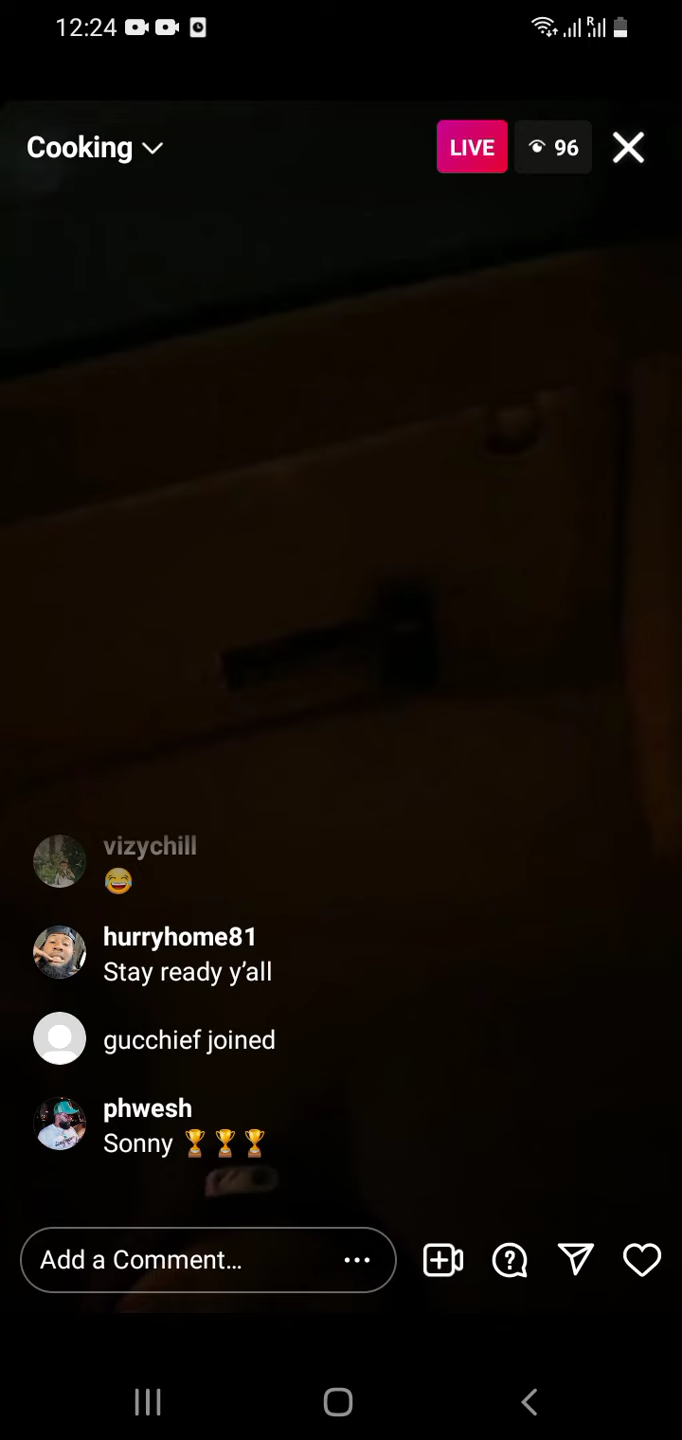 12:24
R
Cooking
LIVE
96
vizychill
😂
hurryhome81
Stay ready y’all
gucchief joined
phwesh
Sonny 🏆🏆🏆
Add a Comment...